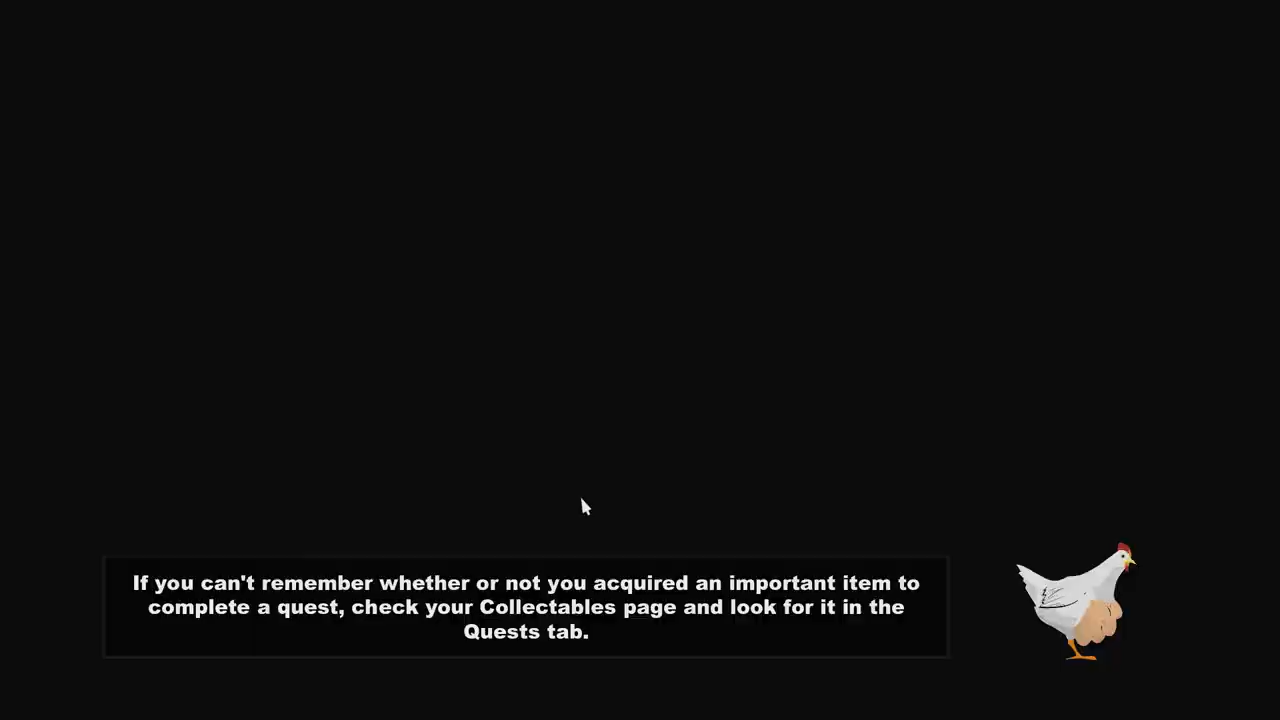 If you can't remember whether or not you acquired an important item to
complete a quest, check your Collectables page and look for it in the
Quests tab.